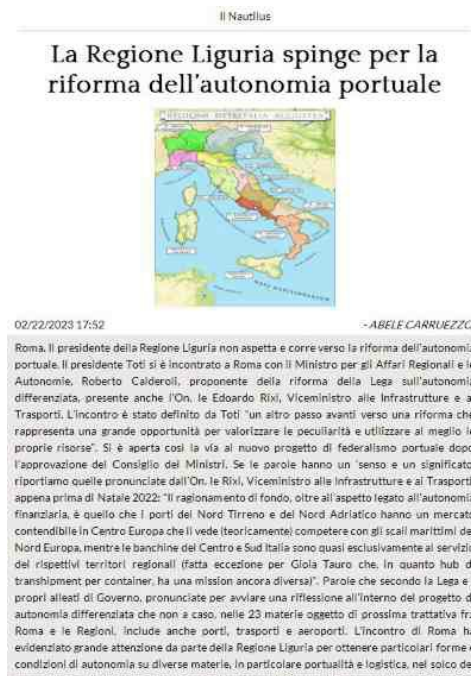 Il Nautilus
La Regione Liguria spinge per la
riforma dell'autonomia portuale
02/22/2023 17:52
- ABELE CARRUEZZO
Roma. Il presidente della Regione Liguria non aspetta e corre verso la riforma dell'autonomia
portuale. Il presidente Toti si è incontrato a Roma con il Ministro per gli Affari Regionali e le
Autonomie, Roberto Calderoli, proponente della riforma della Lega sull'autonomia
differenziata, presente anche l'On. le Edoardo Rixi, Viceministro alle Infrastrutture e ai
Trasporti. L'incontro è stato definito da Toti "un altro passo avanti verso una riforma che
rappresenta una grande opportunità per valorizzare le peculiarità e utilizzare al meglio le
proprie risorse". Si è aperta così la via al nuovo progetto di federalismo portuale dopo
l'approvazione del Consiglio dei Ministri. Se le parole hanno un 'senso e un significato
riportiamo quelle pronunciate dall'On. le Rixi, Viceministro alle Infrastrutture e ai Trasporti
appena prima di Natale 2022: "Il ragionamento di fondo, oltre all'aspetto legato all'autonomia
finanziaria, è quello che i porti del Nord Tirreno e del Nord Adriatico hanno un mercato
contendibile in Centro Europa che li vede (teoricamente) competere con gli scali marittimi del
Nord Europa, mentre le banchine del Centro e Sud Italia sono quasi esclusivamente al servizio
dei rispettivi territori regionali (fatta eccezione per Gioia Tauro che, in quanto hub di
transhipment per container, ha una mission ancora diversa)". Parole che secondo la Lega e
propri alleati di Governo, pronunciate per avviare una riflessione all'interno del progetto di
autonomia differenziata che non a caso, nelle 23 materie oggetto di prossima trattativa fra
Roma e le Regioni, include anche porti, trasporti e aeroporti. L'incontro di Roma ha
evidenziato grande attenzione da parte della Regione Liguria per ottenere particolari forme e
condizioni di autonomia su diverse materie, in particolare portualità e logistica, nel solco de